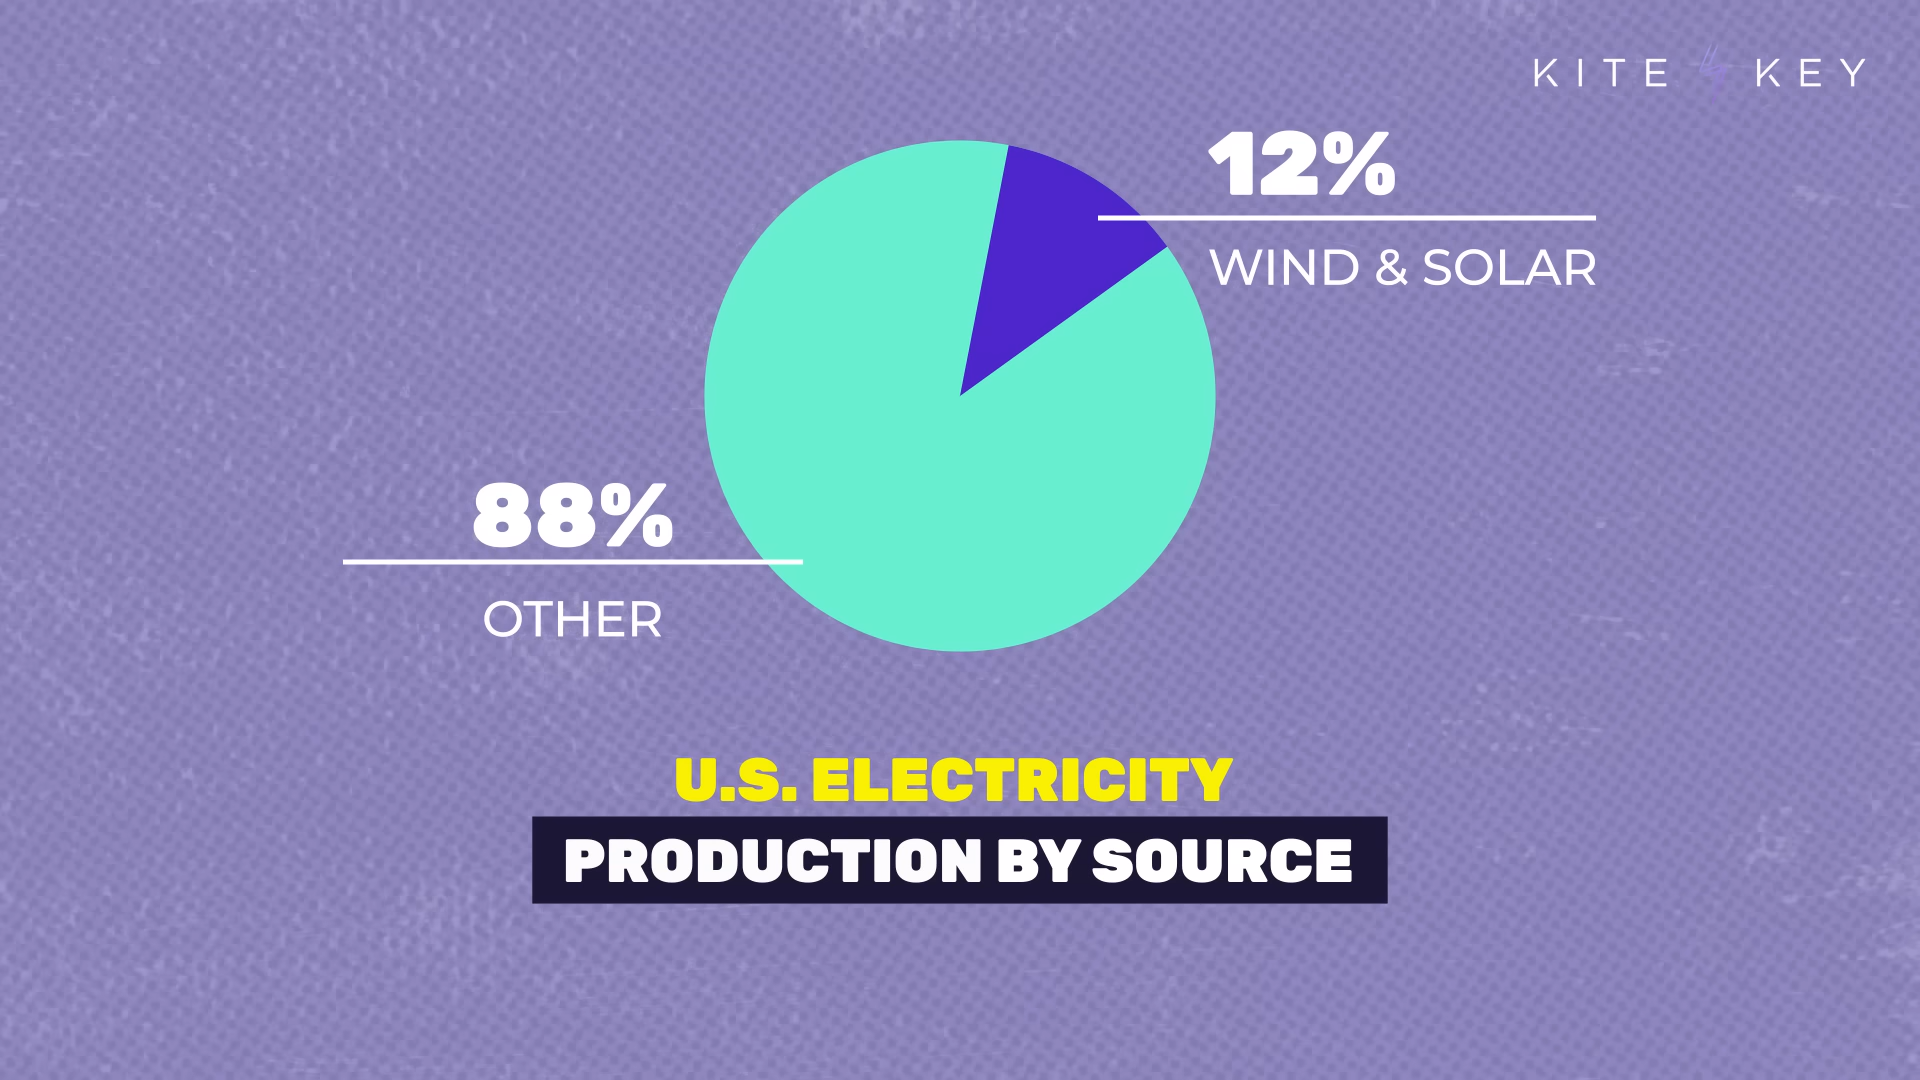 KITE KEY
12%
WIND & SOLAR
88%
OTHER
U.S. ELECTRICITY
PRODUCTION BY SOURCE